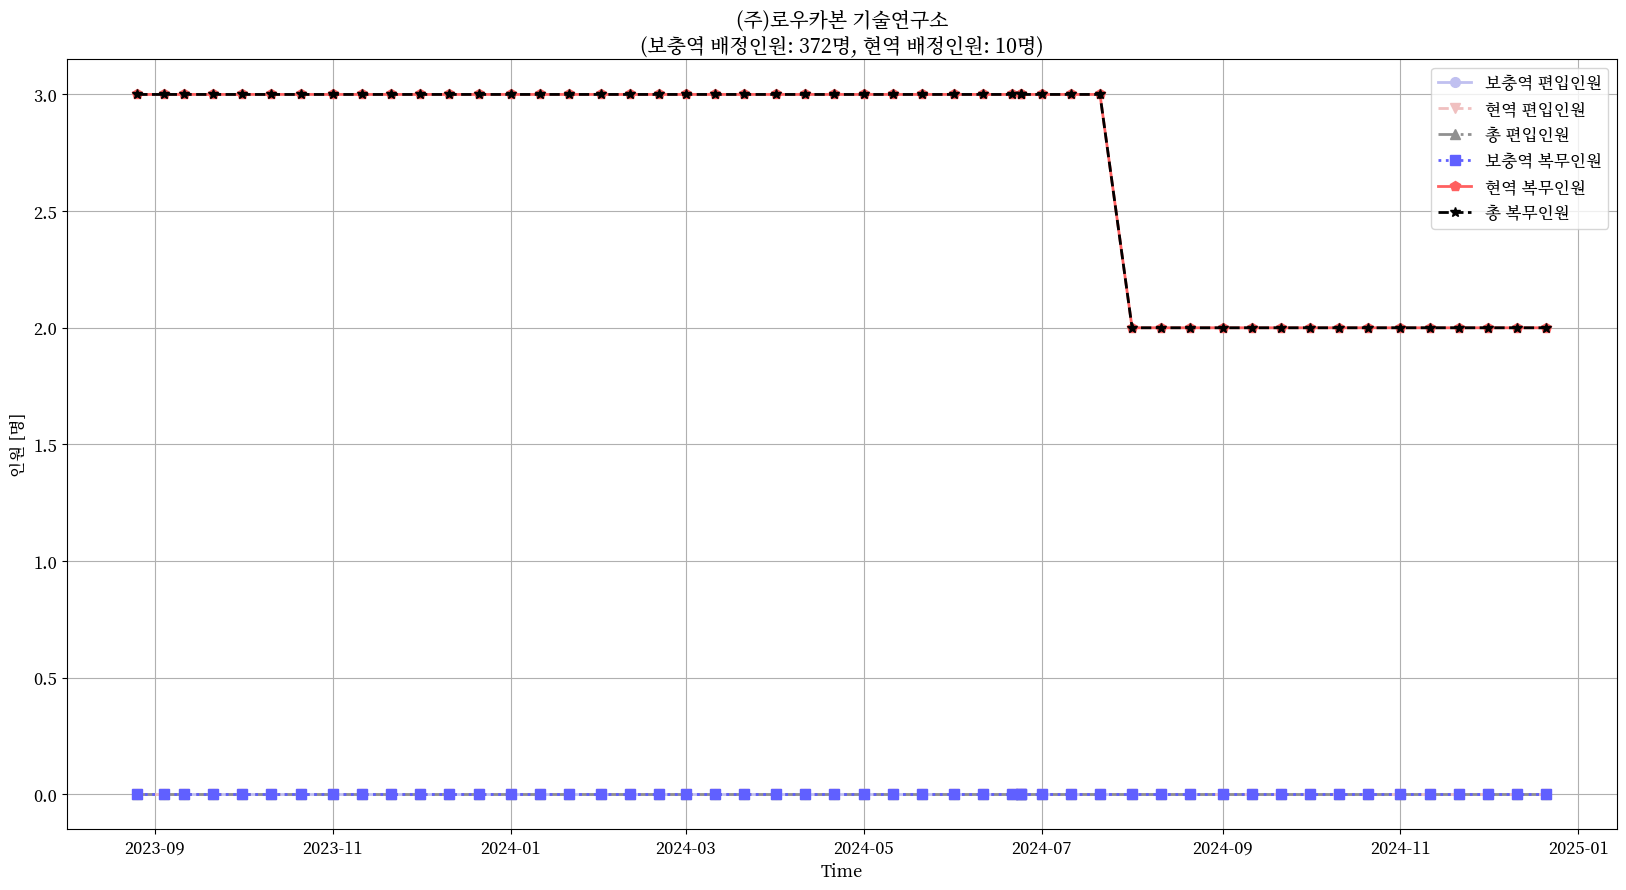 (주)로우카본 기술연구소
(보충역 배정인원: 372명, 현역 배정인원: 10명)
보충역 편입인원
현역 편입인원
총 편입인원
보충역 복무인원
현역 복무인원
총 복무인원
인원 [명]
3.0
2.5
2.0
1.5
1.0
0.5
0.0
2023-09
2023-11
2024-01
2024-03
2024-05
2024-07
2024-09
2024-11
2025-01
Time